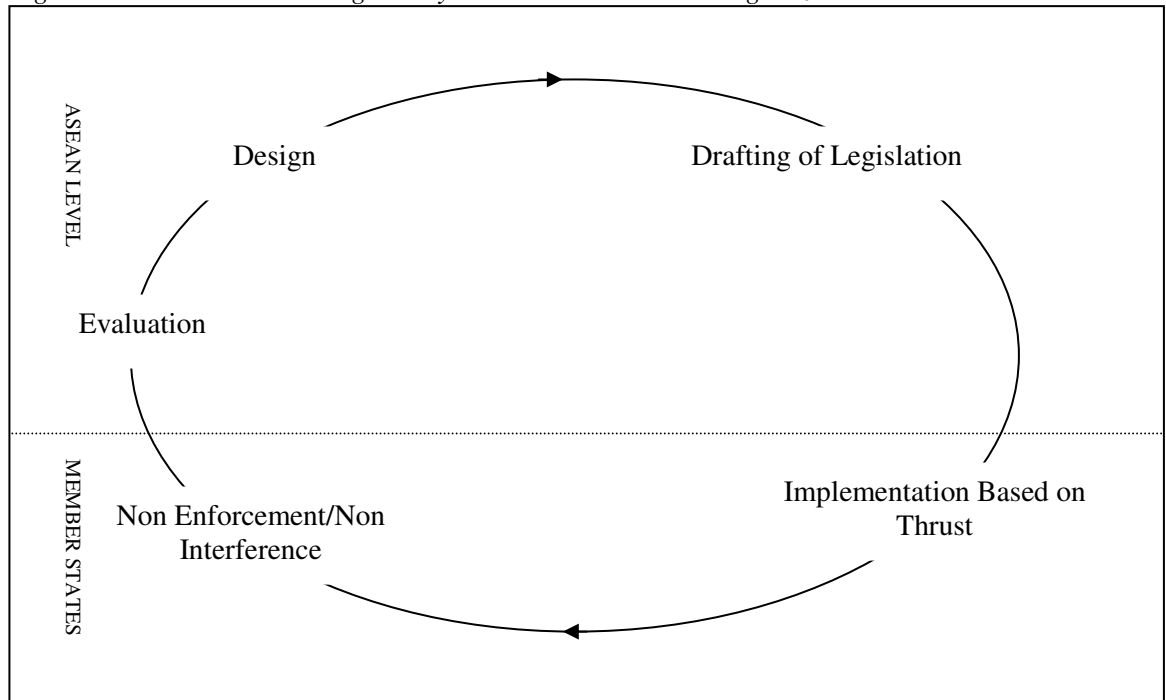 ASEAN LEVEL
Design
Drafting of Legislation
Evaluation
MEMBER STATES
Implementation Based on
Thrust
Non Enforcement/Non
Interference